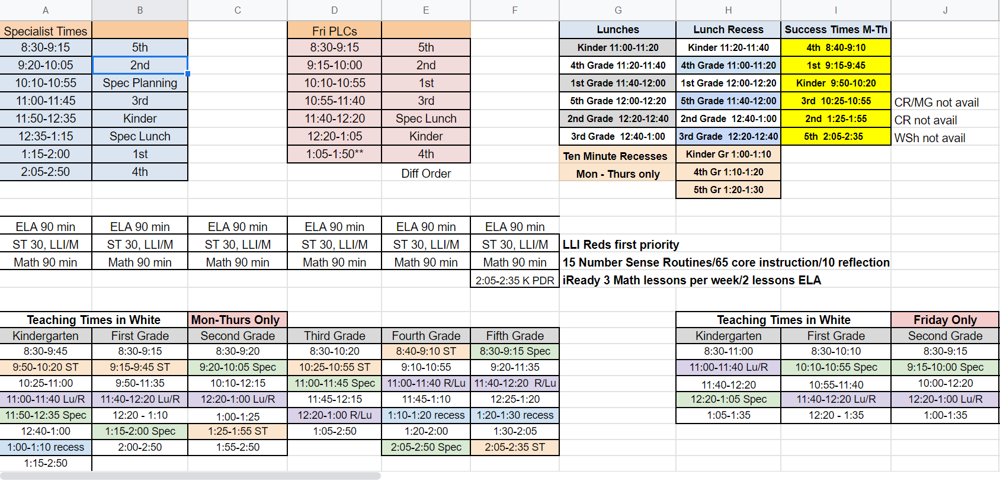 A B C D E F G H I J
Specialist Times Fri PLCs Lunches Lunch Recess Success Times M-Th
8:30-9:15 5th 8:30-9:15 5th Kinder 11:00-11:20 Kinder 11:20-11:40 4th 8:40-9:10
9:20-10:05 2nd 9:15-10:00 2nd 4th Grade 11:20-11:40 4th Grade 11:00-11:20 1st 9:15-9:45
10:10-10:55 Spec Planning 10:10-10:55 1st 1st Grade 11:40-12:00 1st Grade 12:00-12:20 Kinder 9:50-10:20
11:00-11:45 3rd 10:55-11:40 3rd 5th Grade 12:00-12:20 5th Grade 11:40-12:00 3rd 10:25-10:55 CR/MG not avail
11:50-12:35 Kinder 11:40-12:20 Spec Lunch 2nd Grade 12:20-12:40 2nd Grade 12:40-1:00 2nd 1:25-1:55 CR not avail
12:35-1:15 Spec Lunch 12:20-1:05 Kinder 3rd Grade 12:40-1:00 3rd Grade 12:20-12:40 5th 2:05-2:35 WSh not avail
1:15-2:00 1st 1:05-1:50** 4th Ten Minute Recesses Kinder Gr 1:00-1:10
2:05-2:50 4th Diff Order Mon - Thurs only 4th Gr 1:10-1:20
5th Gr 1:20-1:30
ELA 90 min ELA 90 min ELA 90 min ELA 90 min ELA 90 min ELA 90 min
ST 30, LLI/M ST 30, LLI/M ST 30, LLI/M ST 30, LLI/M ST 30, LLI/M ST 30, LLI/M LLI Reds first priority
Math 90 min Math 90 min Math 90 min Math 90 min Math 90 min Math 90 min 15 Number Sense Routines/65 core instruction/10 reflection
2:05-2:35 K PDR iReady 3 Math lessons per week/2 lessons ELA
Teaching Times in White Mon-Thurs Only Teaching Times in White Friday Only
Kindergarten First Grade Second Grade Third Grade Fourth Grade Fifth Grade Kindergarten First Grade Second Grade
8:30-9:45 8:30-9:15 8:30-9:20 8:30-10:20 8:40-9:10 ST 8:30-9:15 Spec 8:30-11:00 8:30-10:10 8:30-9:15
9:50-10:20 ST 9:15-9:45 ST 9:20-10:05 Spec 10:25-10:55 ST 9:10-10:55 9:20-11:35 11:00-11:40 Lu/R 10:10-10:55 Spec 9:15-10:00 Spec
10:25-11:00 9:50-11:35 10:10-12:15 11:00-11:45 Spec 11:00-11:40 R/Lu 11:40-12:20 R/Lu 11:40-12:20 10:55-11:40 10:00-12:20
11:00-11:40 Lu/R 11:40-12:20 Lu/R 12:20-1:00 Lu/R 11:45-12:15 11:45-1:10 12:25-1:20 12:20-1:05 Spec 11:40-12:20 Lu/R 12:20-1:00 Lu/R
11:50-12:35 Spec 12:20 - 1:10 1:00-1:25 12:20-1:00 R/Lu 1:10-1:20 recess 1:20-1:30 recess 1:05-1:35 12:20 - 1:35 1:00-1:35
12:40-1:00 1:15-2:00 Spec 1:25-1:55 ST 1:05-2:50 1:20-2:00 1:30-2:05
1:00-1:10 recess 2:00-2:50 1:55-2:50 2:05-2:50 Spec 2:05-2:35 ST
1:15-2:50